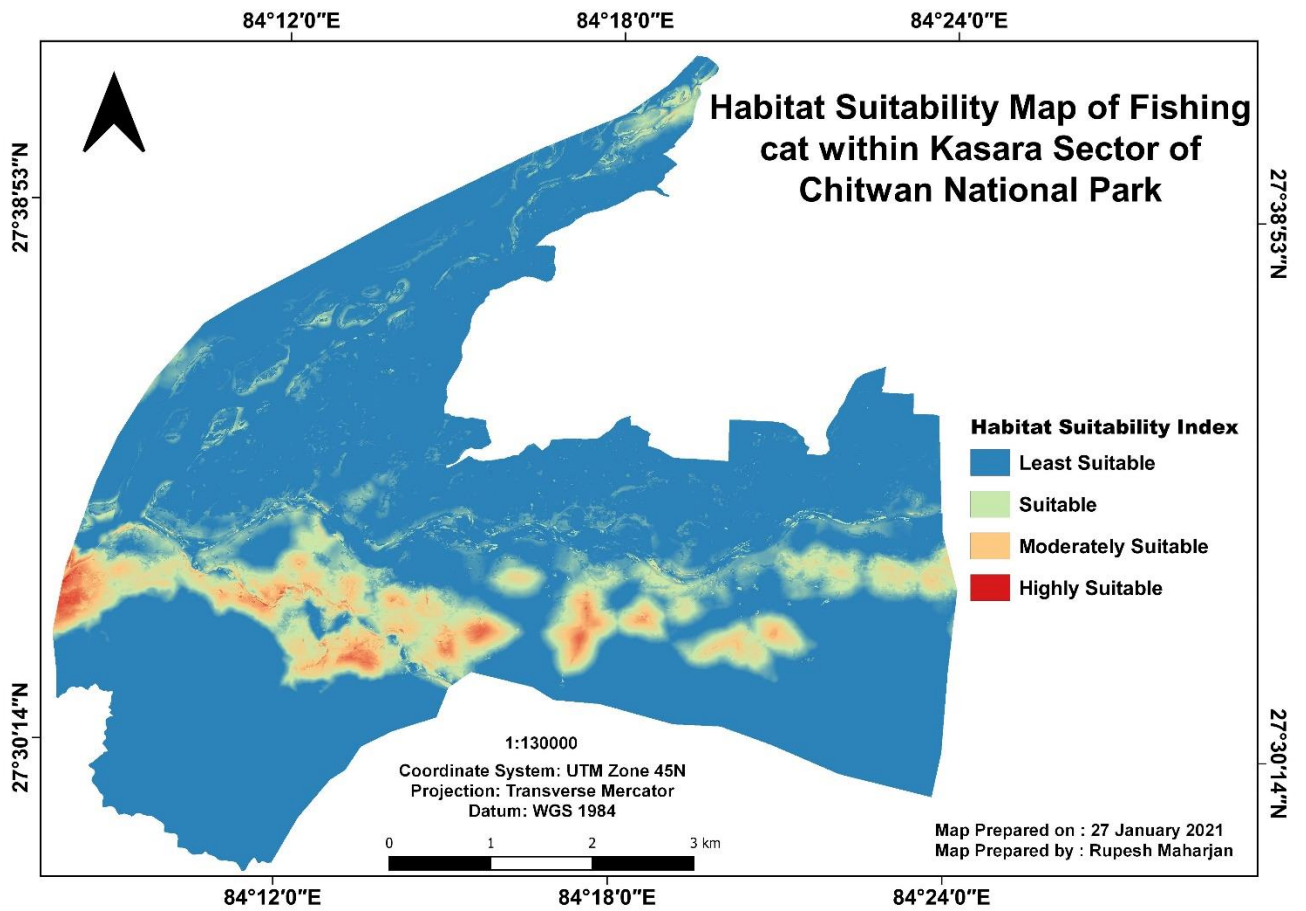 84°12′0″E 84°18′0″E 84°24′0″E
Habitat Suitability Map of Fishing
cat within Kasara Sector of
Chitwan National Park
27°38′53″N
27°38′53″N
Habitat Suitability Index
Least Suitable
Suitable
Moderately Suitable
Highly Suitable
27°30′14″N
27°30′14″N
1:130000
Coordinate System: UTM Zone 45N
Projection: Transverse Mercator
Datum: WGS 1984
0 1 2 3 km
Map Prepared on : 27 January 2021
Map Prepared by : Rupesh Maharjan
84°12′0″E 84°18′0″E 84°24′0″E